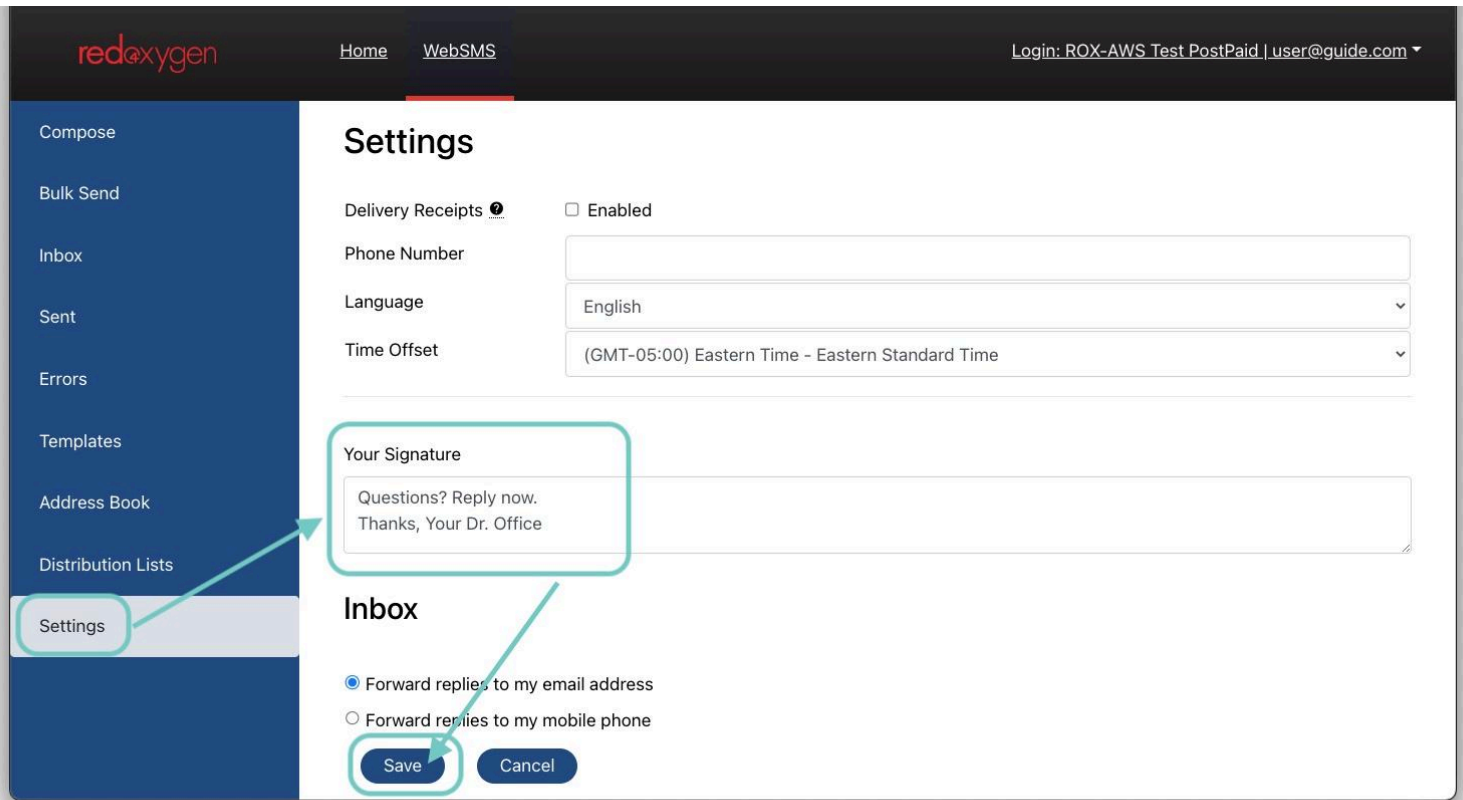 redoxygen
Home
WebSMS
Login: ROX-AWS Test PostPaid | user@guide.com
Compose
Bulk Send
Inbox
Sent
Errors
Templates
Address Book
Distribution Lists
Settings
Settings
Delivery Receipts ?
Enabled
Phone Number
Language
English
Time Offset
(GMT-05:00) Eastern Time - Eastern Standard Time
Your Signature
Questions? Reply now.
Thanks, Your Dr. Office
Inbox
Forward replies to my email address
Forward replies to my mobile phone
Save
Cancel